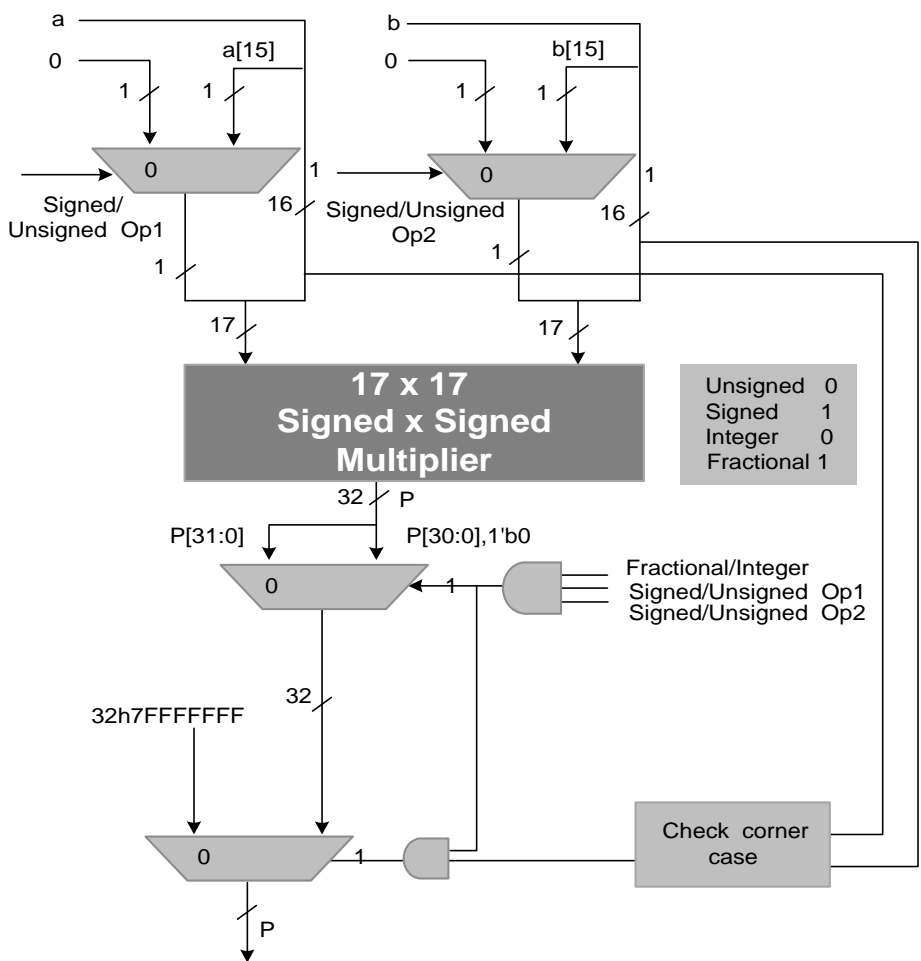 a
b
0
a[15]
0
b[15]
1
1
1
1
0
1
0
1
Signed/
Unsigned Op1
16
Signed/Unsigned
Op2
16
1
1
17
17
17 x 17
Signed x Signed
Multiplier
Unsigned 0
Signed 1
Integer 0
Fractional 1
32
P
P[31:0]
P[30:0],1'b0
0
1
Fractional/Integer
Signed/Unsigned Op1
Signed/Unsigned Op2
32
32h7FFFFFFF
0
1
Check corner
case
P